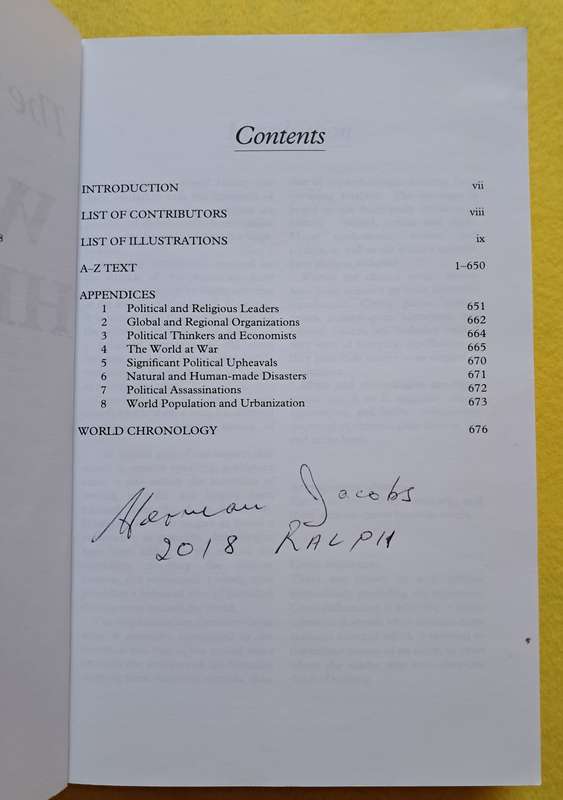 Contents
INTRODUCTION vii
LIST OF CONTRIBUTORS viii
LIST OF ILLUSTRATIONS ix
A–Z TEXT 1–650
APPENDICES
1 Political and Religious Leaders 651
2 Global and Regional Organizations 662
3 Political Thinkers and Economists 664
4 The World at War 665
5 Significant Political Upheavals 670
6 Natural and Human-made Disasters 671
7 Political Assassinations 672
8 World Population and Urbanization 673
WORLD CHRONOLOGY 676
Herman Jacobs
2018 RALPH